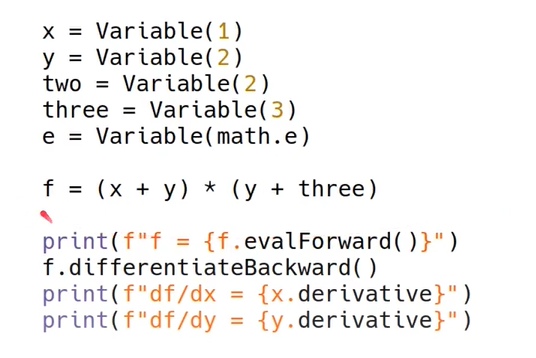 x = Variable(1)
y = Variable(2)
two = Variable(2)
three = Variable(3)
e = Variable(math.e)
f = (x + y) * (y + three)
print(f"f = {f.evalForward()}")
f.differentiateBackward()
print(f"df/dx = {x.derivative}")
print(f"df/dy = {y.derivative}")